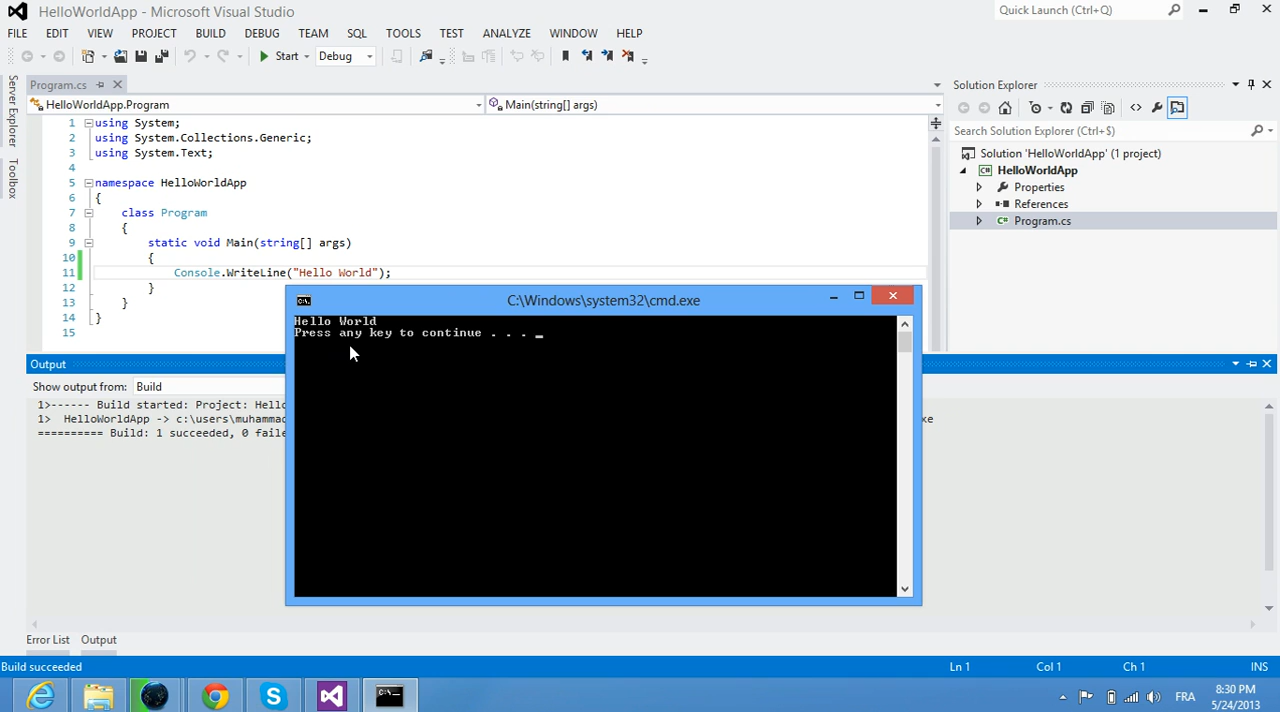 HelloWorldApp - Microsoft Visual Studio
Quick Launch (Ctrl+Q)
FILE EDIT VIEW PROJECT BUILD DEBUG TEAM SQL TOOLS TEST ANALYZE WINDOW HELP
Start Debug
Server Explorer
Toolbox
Program.cs
HelloWorldApp.Program
Main(string[] args)
1 using System;
2 using System.Collections.Generic;
3 using System.Text;
4
5 namespace HelloWorldApp
6 {
7 class Program
8 {
9 static void Main(string[] args)
10 {
11 Console.WriteLine("Hello World");
12 }
13 }
14 }
15
Solution Explorer
Search Solution Explorer (Ctrl+$)
Solution 'HelloWorldApp' (1 project)
HelloWorldApp
Properties
References
Program.cs
C:\Windows\system32\cmd.exe
Hello World
Press any key to continue . . . _
Output
Show output from: Build
1>------ Build started: Project: Hello
1> HelloWorldApp -> c:\users\muhammad
xe
========== Build: 1 succeeded, 0 faile
Error List Output
Build succeeded
Ln 1 Col 1 Ch 1 INS
FRA
8:30 PM
5/24/2013